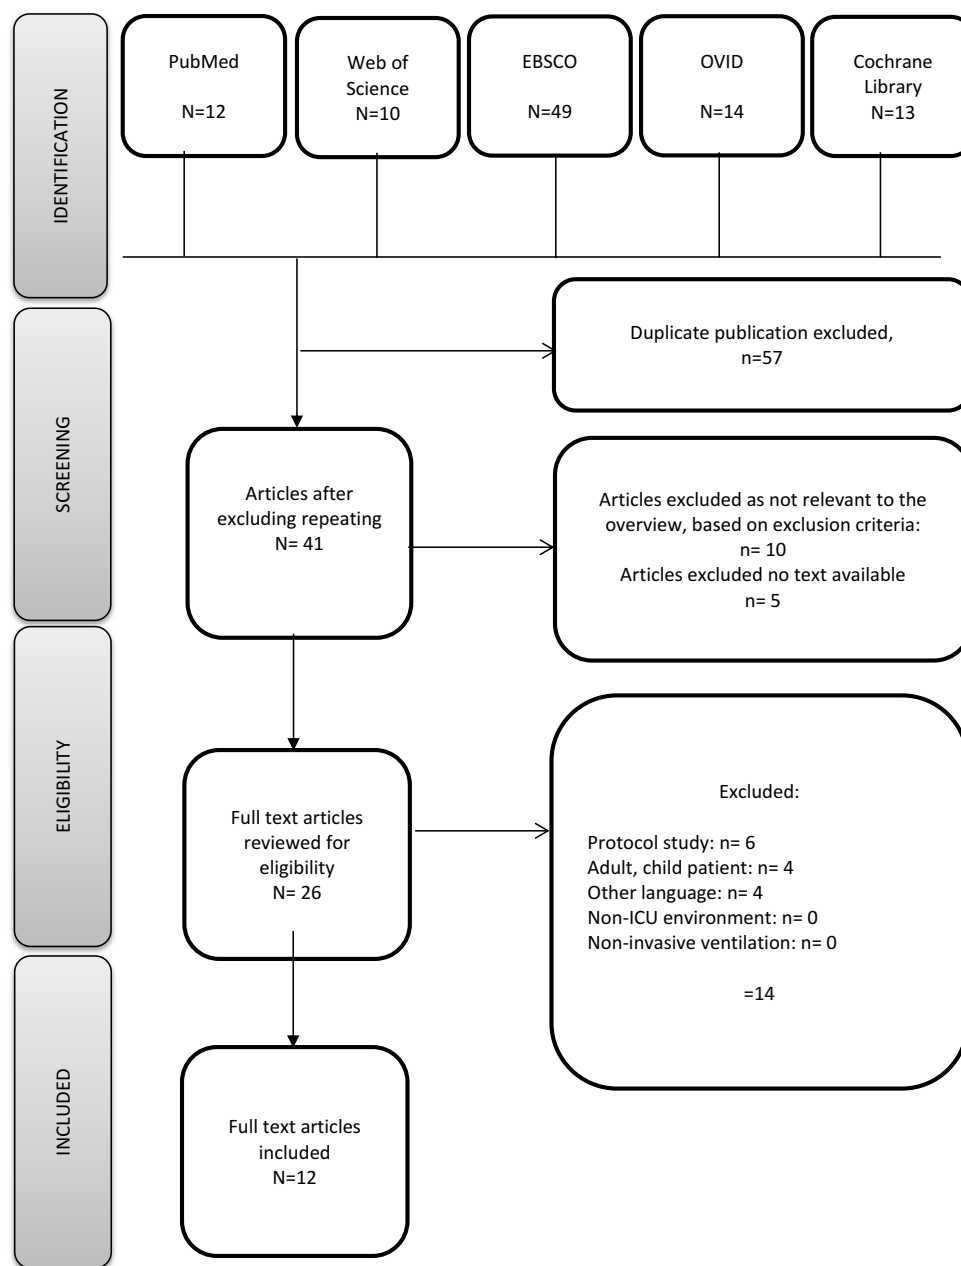 IDENTIFICATION
PubMed
N=12
Web of
Science
N=10
EBSCO
N=49
OVID
N=14
Cochrane
Library
N=13
SCREENING
Duplicate publication excluded,
n=57
Articles after
excluding repeating
N= 41
Articles excluded as not relevant to the
overview, based on exclusion criteria:
n= 10
Articles excluded no text available
n= 5
ELIGIBILITY
Full text articles
reviewed for
eligibility
N= 26
Excluded:
Protocol study: n= 6
Adult, child patient: n= 4
Other language: n= 4
Non-ICU environment: n= 0
Non-invasive ventilation: n= 0
=14
INCLUDED
Full text articles
included
N=12